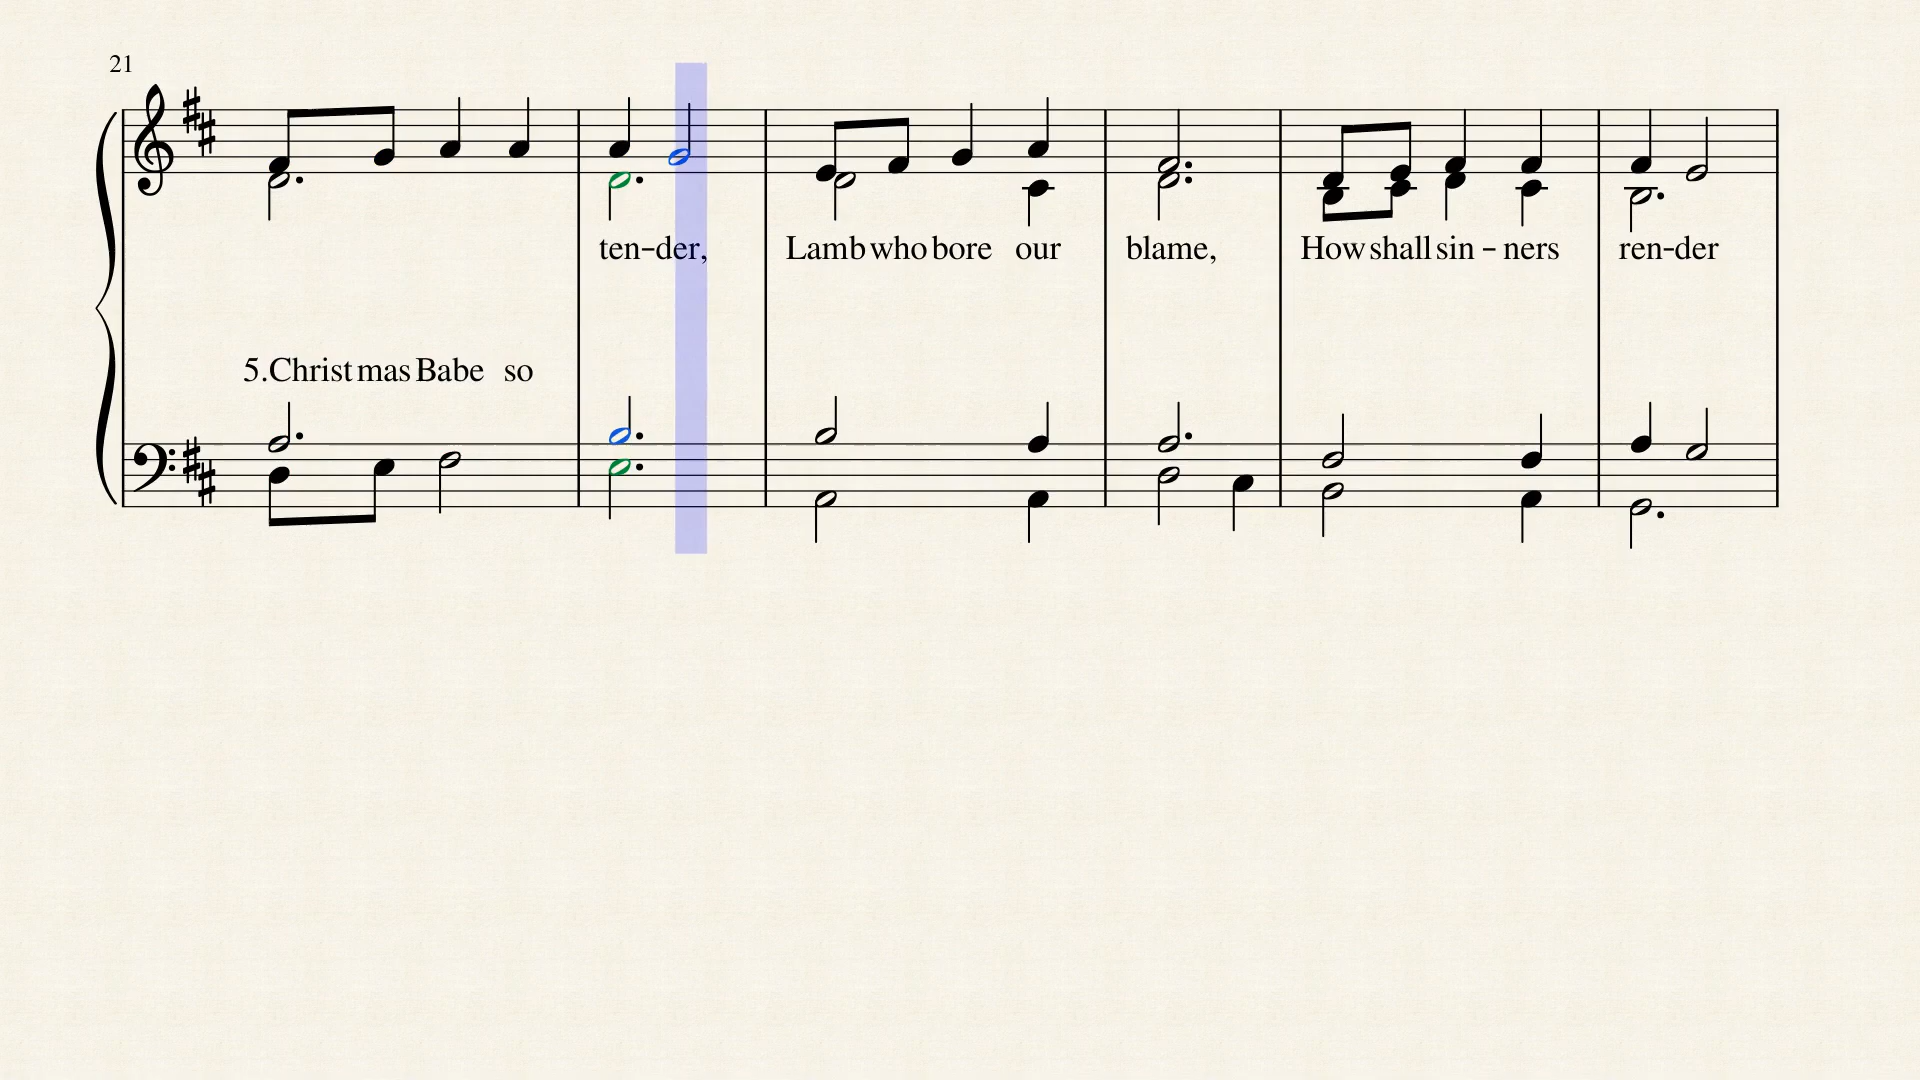 21
ten-der, Lamb who bore our blame, How shall sin - ners ren-der
5.Christ mas Babe so